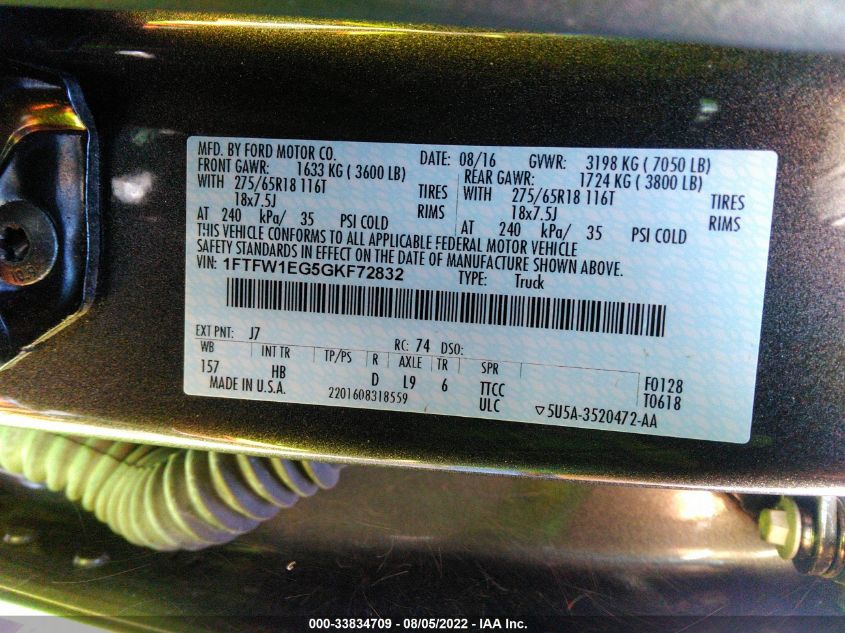 MFD. BY FORD MOTOR CO. DATE: 08/16 GVWR: 3198 KG ( 7050 LB)
FRONT GAWR: 1633 KG ( 3600 LB) REAR GAWR: 1724 KG ( 3800 LB)
WITH 275/65R18 116T TIRES WITH 275/65R18 116T TIRES
18x7.5J RIMS 18x7.5J RIMS
AT 240 kPa/ 35 PSI COLD AT 240 kPa/ 35 PSI COLD
THIS VEHICLE CONFORMS TO ALL APPLICABLE FEDERAL MOTOR VEHICLE
SAFETY STANDARDS IN EFFECT ON THE DATE OF MANUFACTURE SHOWN ABOVE.
VIN: 1FTFW1EG5GKF72832 TYPE: Truck
EXT PNT: J7 RC: 74 DSO:
WB INT TR TP/PS R AXLE TR SPR
157 HB D L9 6 TTCC F0128
MADE IN U.S.A. 2201608318559 ULC T0618
▽5U5A-3520472-AA
000-33834709 - 08/05/2022 - IAA Inc.